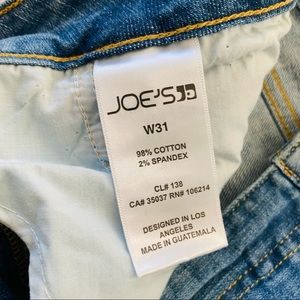 JOE'S
W31
98% COTTON
2% SPANDEX
CL# 138
CA# 35037 RN# 106214
DESIGNED IN LOS
ANGELES
MADE IN GUATEMALA